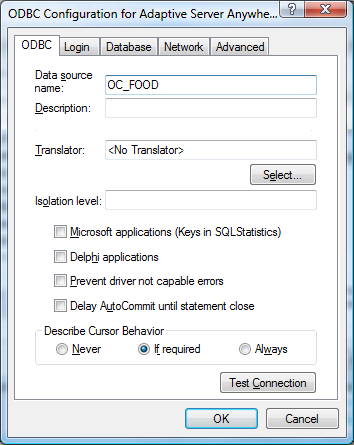 ODBC Configuration for Adaptive Server Anywhe...
ODBC Login Database Network Advanced
Data source name: OC_FOOD
Description:
Translator: <No Translator>
Select...
Isolation level:
Microsoft applications (Keys in SQLStatistics)
Delphi applications
Prevent driver not capable errors
Delay AutoCommit until statement close
Describe Cursor Behavior
Never If required Always
Test Connection
OK Cancel